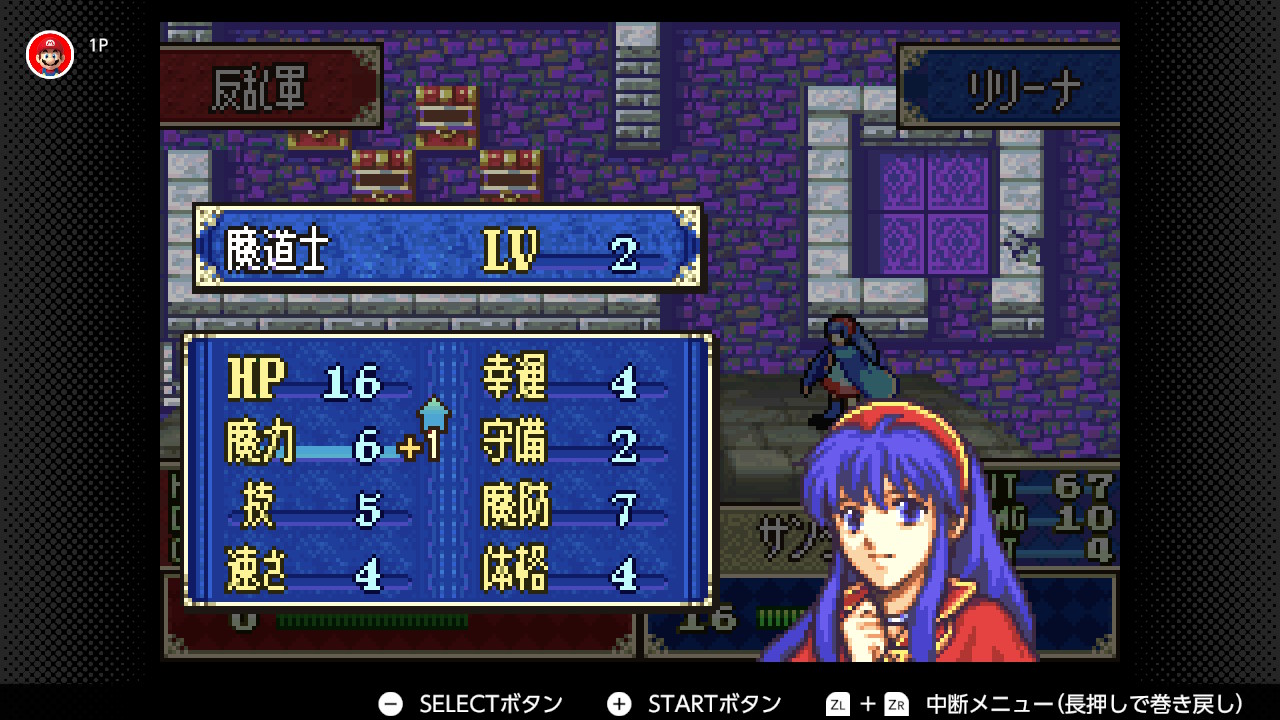 1P
反乱軍
リリーナ
魔道士 LV 2
HP 16 幸運 4
魔力 6 +1 守備 2
技 5 魔防 7
速さ 4 体格 4
67
サン
10
4
0
16
SELECTボタン + STARTボタン ZL + ZR 中断メニュー(長押しで巻き戻し)